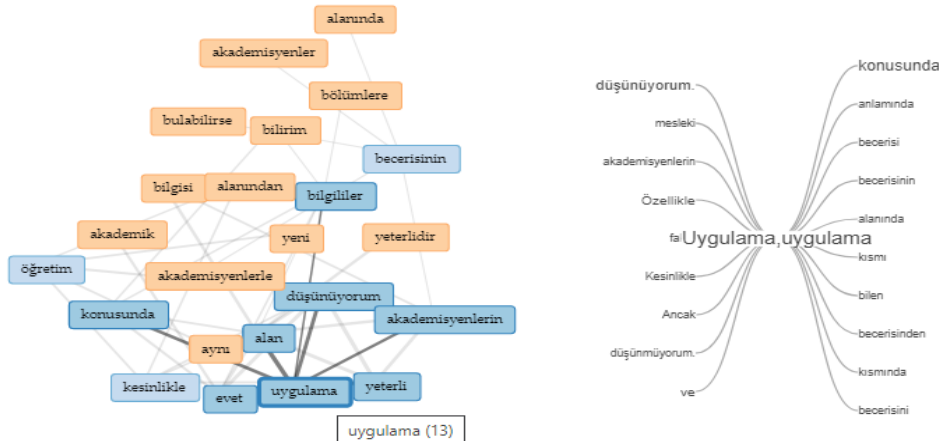 alanında
akademisyenler
bölümlere
bulabilirse
bilirim
becerisinin
bilgisi
alanından
bilgililer
akademik
yeni
yeterlidir
öğretim
akademisyenlerle
düşünüyorum
konusunda
akademisyenlerin
alan
aynı
kesinlikle
evet
uygulama
yeterli
uygulama (13)
düşünüyorum.
mesleki
akademisyenlerin
Özellikle
Kesinlikle
Ancak
düşünmüyorum.
ve
Uygulama,uygulama
konusunda
anlamında
becerisi
becerisinin
alanında
kısmı
bilen
becerisinden
kısmında
becerisini